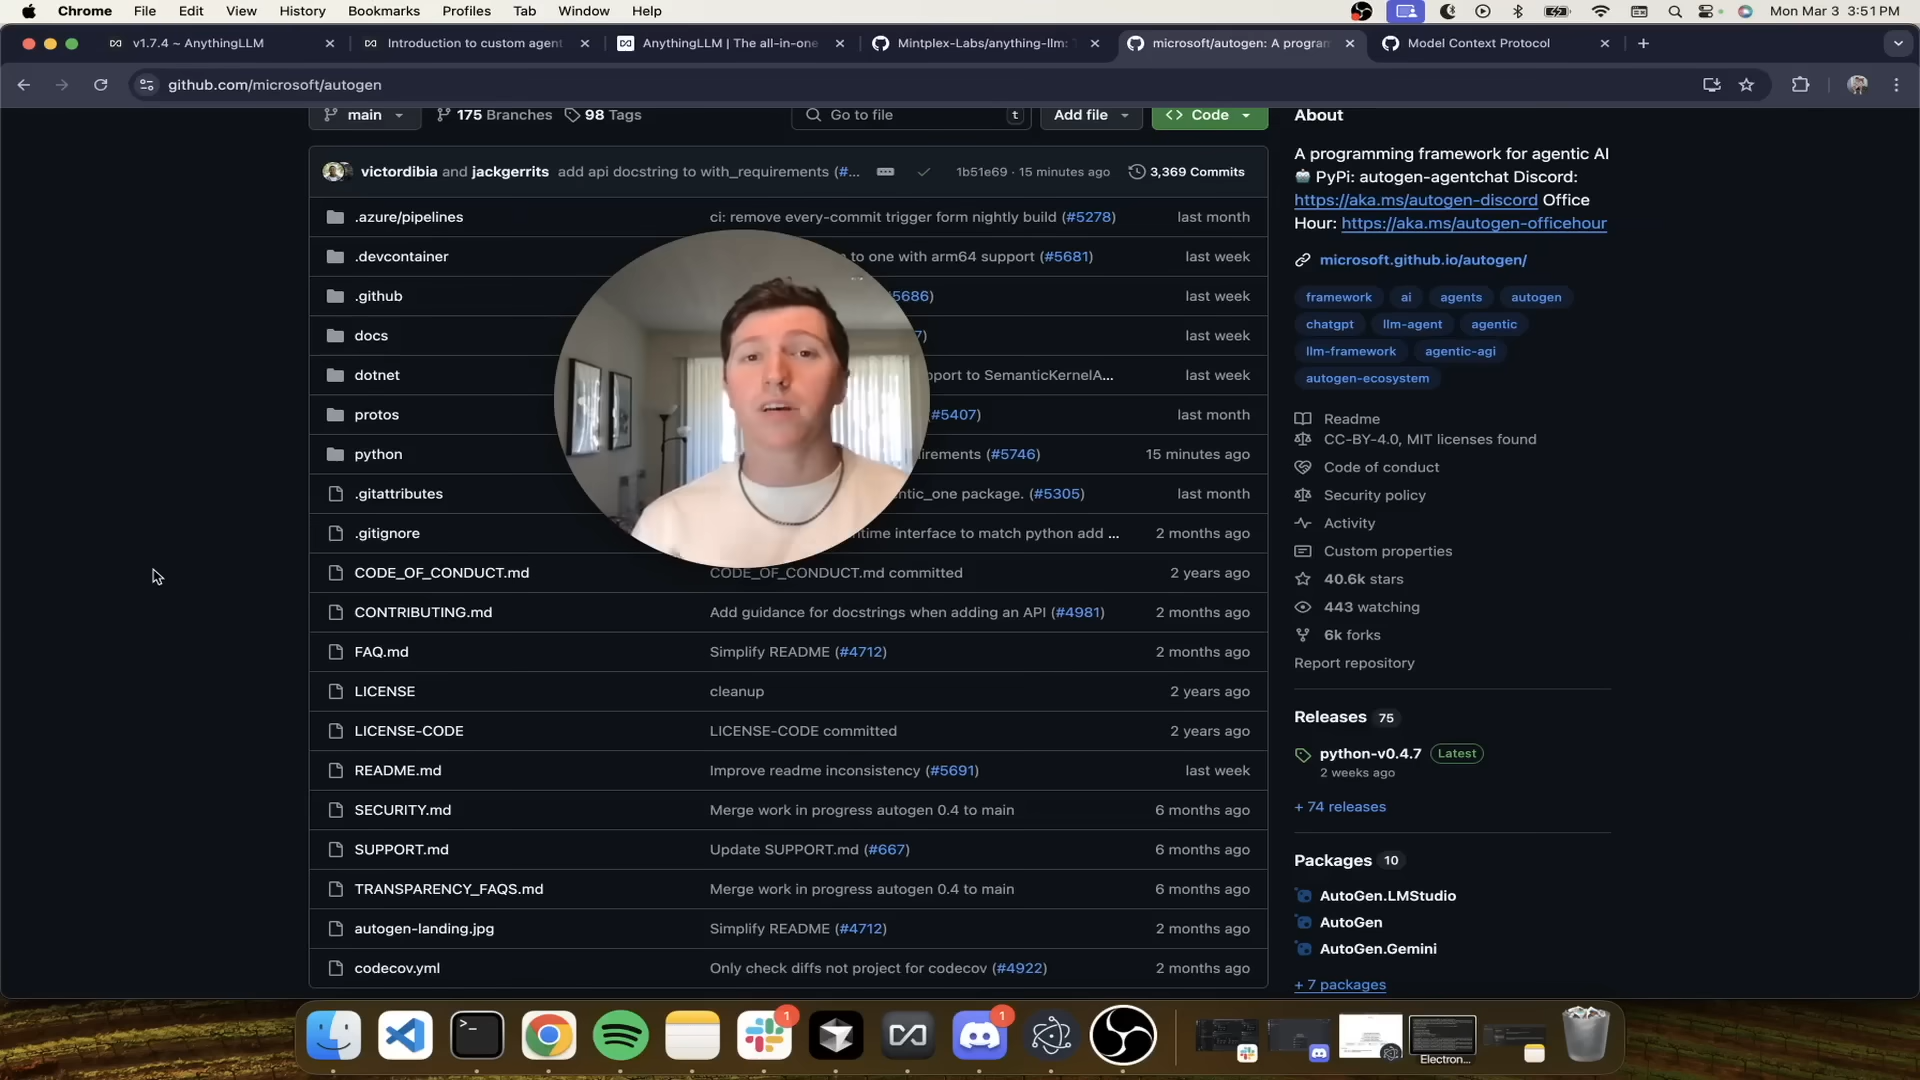 Chrome File Edit View History Bookmarks Profiles Tab Window Help Mon Mar 3 3:51 PM
v1.7.4 ~ AnythingLLM
Introduction to custom agent
AnythingLLM | The all-in-one
Mintplex-Labs/anything-llm:
microsoft/autogen: A program
Model Context Protocol
github.com/microsoft/autogen
main 175 Branches 98 Tags Go to file t Add file Code
victordibia and jackgerrits add api docstring to with_requirements (#... 1b51e69 · 15 minutes ago 3,369 Commits
.azure/pipelines ci: remove every-commit trigger form nightly build (#5278) last month
.devcontainer to one with arm64 support (#5681) last week
.github 5686) last week
docs 7) last week
dotnet pport to SemanticKernelA... last week
protos (#5407) last month
python irements (#5746) 15 minutes ago
.gitattributes ntic_one package. (#5305) last month
.gitignore ntime interface to match python add ... 2 months ago
CODE_OF_CONDUCT.md CODE_OF_CONDUCT.md committed 2 years ago
CONTRIBUTING.md Add guidance for docstrings when adding an API (#4981) 2 months ago
FAQ.md Simplify README (#4712) 2 months ago
LICENSE cleanup 2 years ago
LICENSE-CODE LICENSE-CODE committed 2 years ago
README.md Improve readme inconsistency (#5691) last week
SECURITY.md Merge work in progress autogen 0.4 to main 6 months ago
SUPPORT.md Update SUPPORT.md (#667) 6 months ago
TRANSPARENCY_FAQS.md Merge work in progress autogen 0.4 to main 6 months ago
autogen-landing.jpg Simplify README (#4712) 2 months ago
codecov.yml Only check diffs not project for codecov (#4922) 2 months ago
About
A programming framework for agentic AI
🤖 PyPi: autogen-agentchat Discord:
https://aka.ms/autogen-discord Office
Hour: https://aka.ms/autogen-officehour
microsoft.github.io/autogen/
framework ai agents autogen
chatgpt llm-agent agentic
llm-framework agentic-agi
autogen-ecosystem
Readme
CC-BY-4.0, MIT licenses found
Code of conduct
Security policy
Activity
Custom properties
40.6k stars
443 watching
6k forks
Report repository
Releases 75
python-v0.4.7 Latest
2 weeks ago
+ 74 releases
Packages 10
AutoGen.LMStudio
AutoGen
AutoGen.Gemini
+ 7 packages
1
1
Electron...